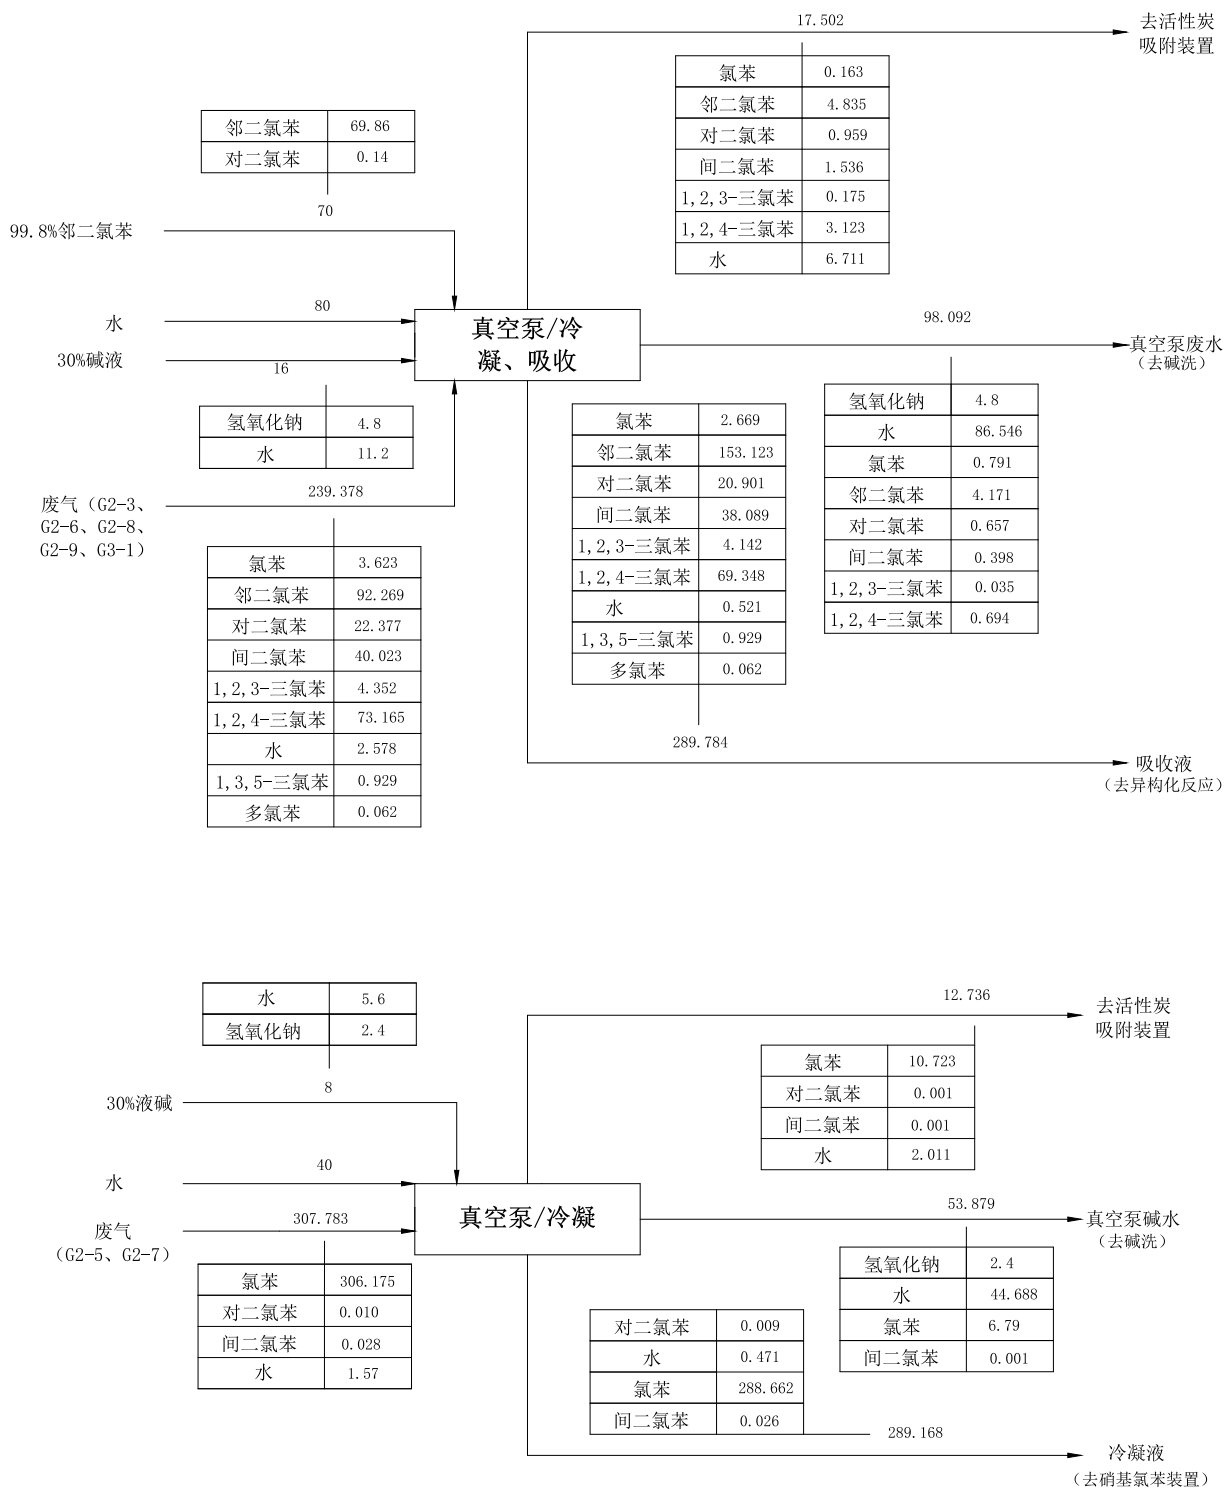 17.502
去活性炭
吸附装置
氯苯 0.163
邻二氯苯 4.835
对二氯苯 0.959
间二氯苯 1.536
1,2,3-三氯苯 0.175
1,2,4-三氯苯 3.123
水 6.711
邻二氯苯 69.86
对二氯苯 0.14
70
99.8%邻二氯苯
80
水
30%碱液
16
氢氧化钠 4.8
水 11.2
真空泵/冷
凝、吸收
98.092
真空泵废水
(去碱洗)
氢氧化钠 4.8
水 86.546
氯苯 0.791
邻二氯苯 4.171
对二氯苯 0.657
间二氯苯 0.398
1,2,3-三氯苯 0.035
1,2,4-三氯苯 0.694
氯苯 2.669
邻二氯苯 153.123
对二氯苯 20.901
间二氯苯 38.089
1,2,3-三氯苯 4.142
1,2,4-三氯苯 69.348
水 0.521
1,3,5-三氯苯 0.929
多氯苯 0.062
289.784
吸收液
(去异构化反应)
239.378
废气(G2-3、
G2-6、G2-8、
G2-9、G3-1)
氯苯 3.623
邻二氯苯 92.269
对二氯苯 22.377
间二氯苯 40.023
1,2,3-三氯苯 4.352
1,2,4-三氯苯 73.165
水 2.578
1,3,5-三氯苯 0.929
多氯苯 0.062
水 5.6
氢氧化钠 2.4
8
30%液碱
40
水
307.783
废气
(G2-5、G2-7)
氯苯 306.175
对二氯苯 0.010
间二氯苯 0.028
水 1.57
真空泵/冷凝
12.736
去活性炭
吸附装置
氯苯 10.723
对二氯苯 0.001
间二氯苯 0.001
水 2.011
53.879
真空泵碱水
(去碱洗)
氢氧化钠 2.4
水 44.688
氯苯 6.79
间二氯苯 0.001
对二氯苯 0.009
水 0.471
氯苯 288.662
间二氯苯 0.026
289.168
冷凝液
(去硝基氯苯装置)